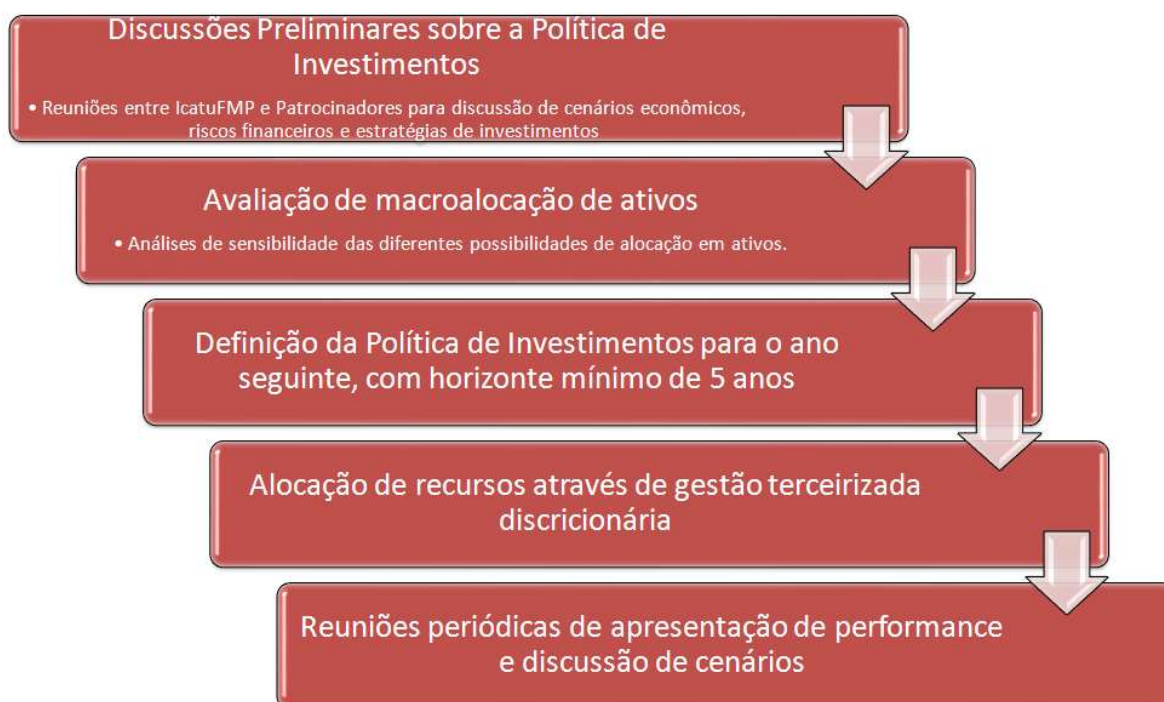 Discussões Preliminares sobre a Política de
Investimentos
• Reuniões entre IcatuFMP e Patrocinadores para discussão de cenários econômicos,
riscos financeiros e estratégias de investimentos
Avaliação de macroalocação de ativos
• Análises de sensibilidade das diferentes possibilidades de alocação em ativos.
Definição da Política de Investimentos para o ano
seguinte, com horizonte mínimo de 5 anos
Alocação de recursos através de gestão terceirizada
discricionária
Reuniões periódicas de apresentação de performance
e discussão de cenários